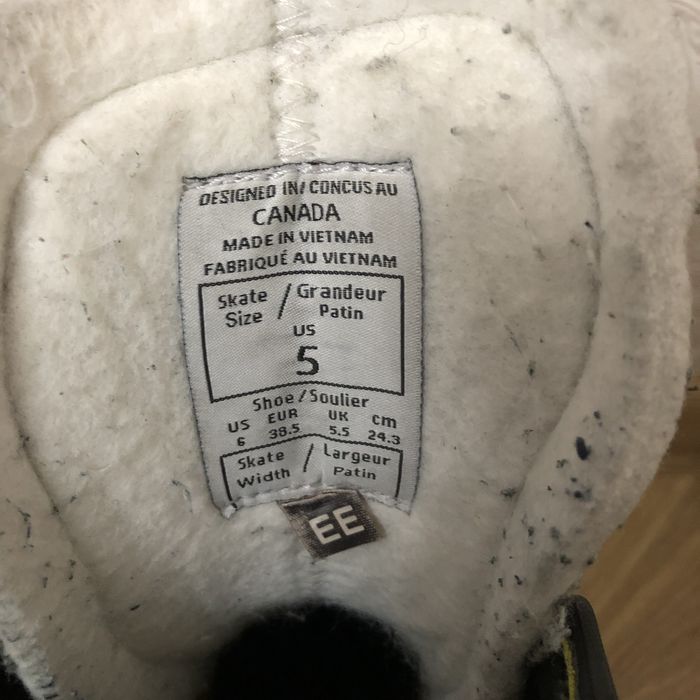 DESIGNED IN/CONCUS AU
CANADA
MADE IN VIETNAM
FABRIQUÉ AU VIETNAM
Skate / Grandeur
Size Patin
US
5
Shoe/Soulier
US EUR UK cm
6 38.5 5.5 24.3
Skate / Largeur
Width Patin
EE